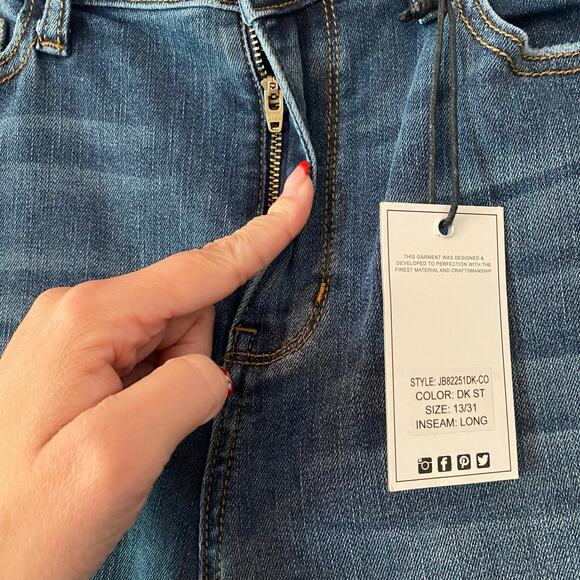 THIS GARMENT WAS DESIGNED &
DEVELOPED TO PERFECTION WITH THE
FINEST MATERIAL AND CRAFTSMANSHIP
STYLE: JB82251DK-CO
COLOR: DK ST
SIZE: 13/31
INSEAM: LONG